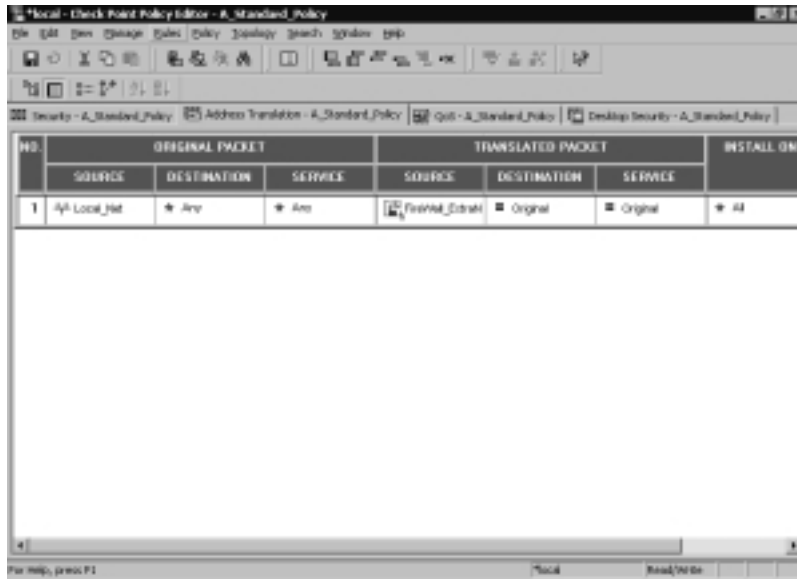 *local - Check Point Policy Editor - A_Standard_Policy
File Edit View Manage Rules Policy Topology Search Window Help
Security - A_Standard_Policy Address Translation - A_Standard_Policy QoS - A_Standard_Policy Desktop Security - A_Standard_Policy
NO. ORIGINAL PACKET TRANSLATED PACKET INSTALL ON
SOURCE DESTINATION SERVICE SOURCE DESTINATION SERVICE
1 Local_Net Any Any Original Original All
For Help, press F1 *local Read/Write